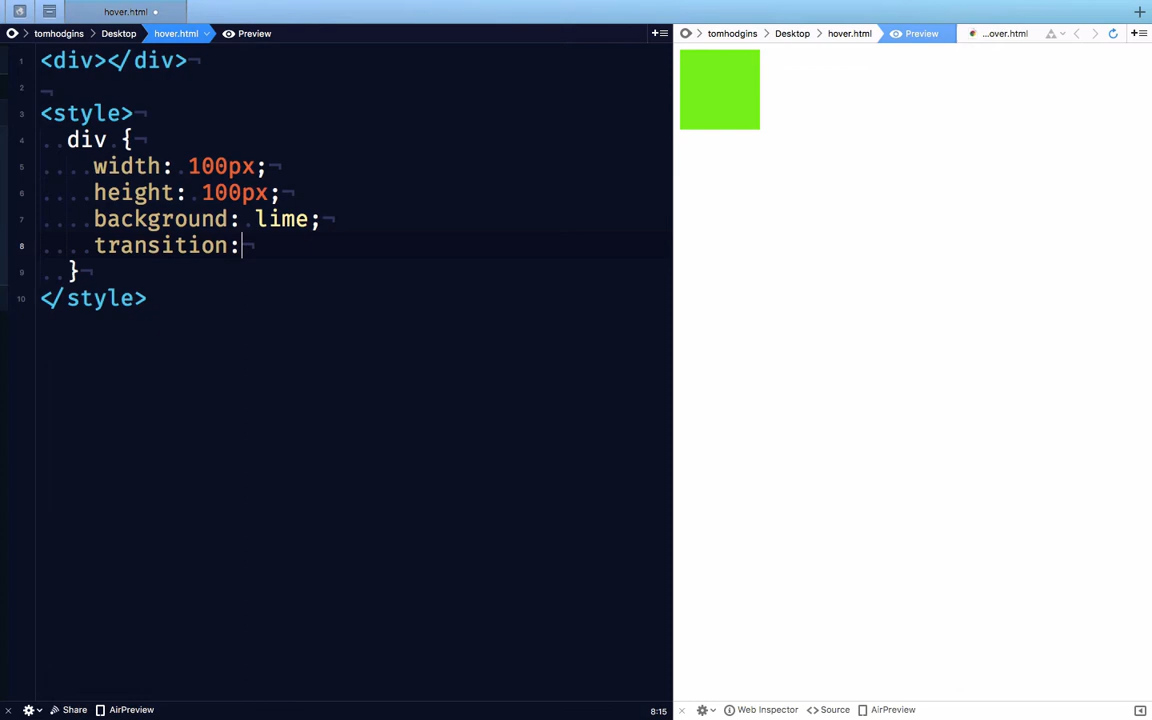 hover.html
tomhodgins Desktop hover.html Preview
tomhodgins Desktop hover.html Preview ...over.html
1 <div></div>
2
3 <style>
4 div {
5 width: 100px;
6 height: 100px;
7 background: lime;
8 transition:
9 }
10 </style>
Share AirPreview 8:15
Web Inspector Source AirPreview